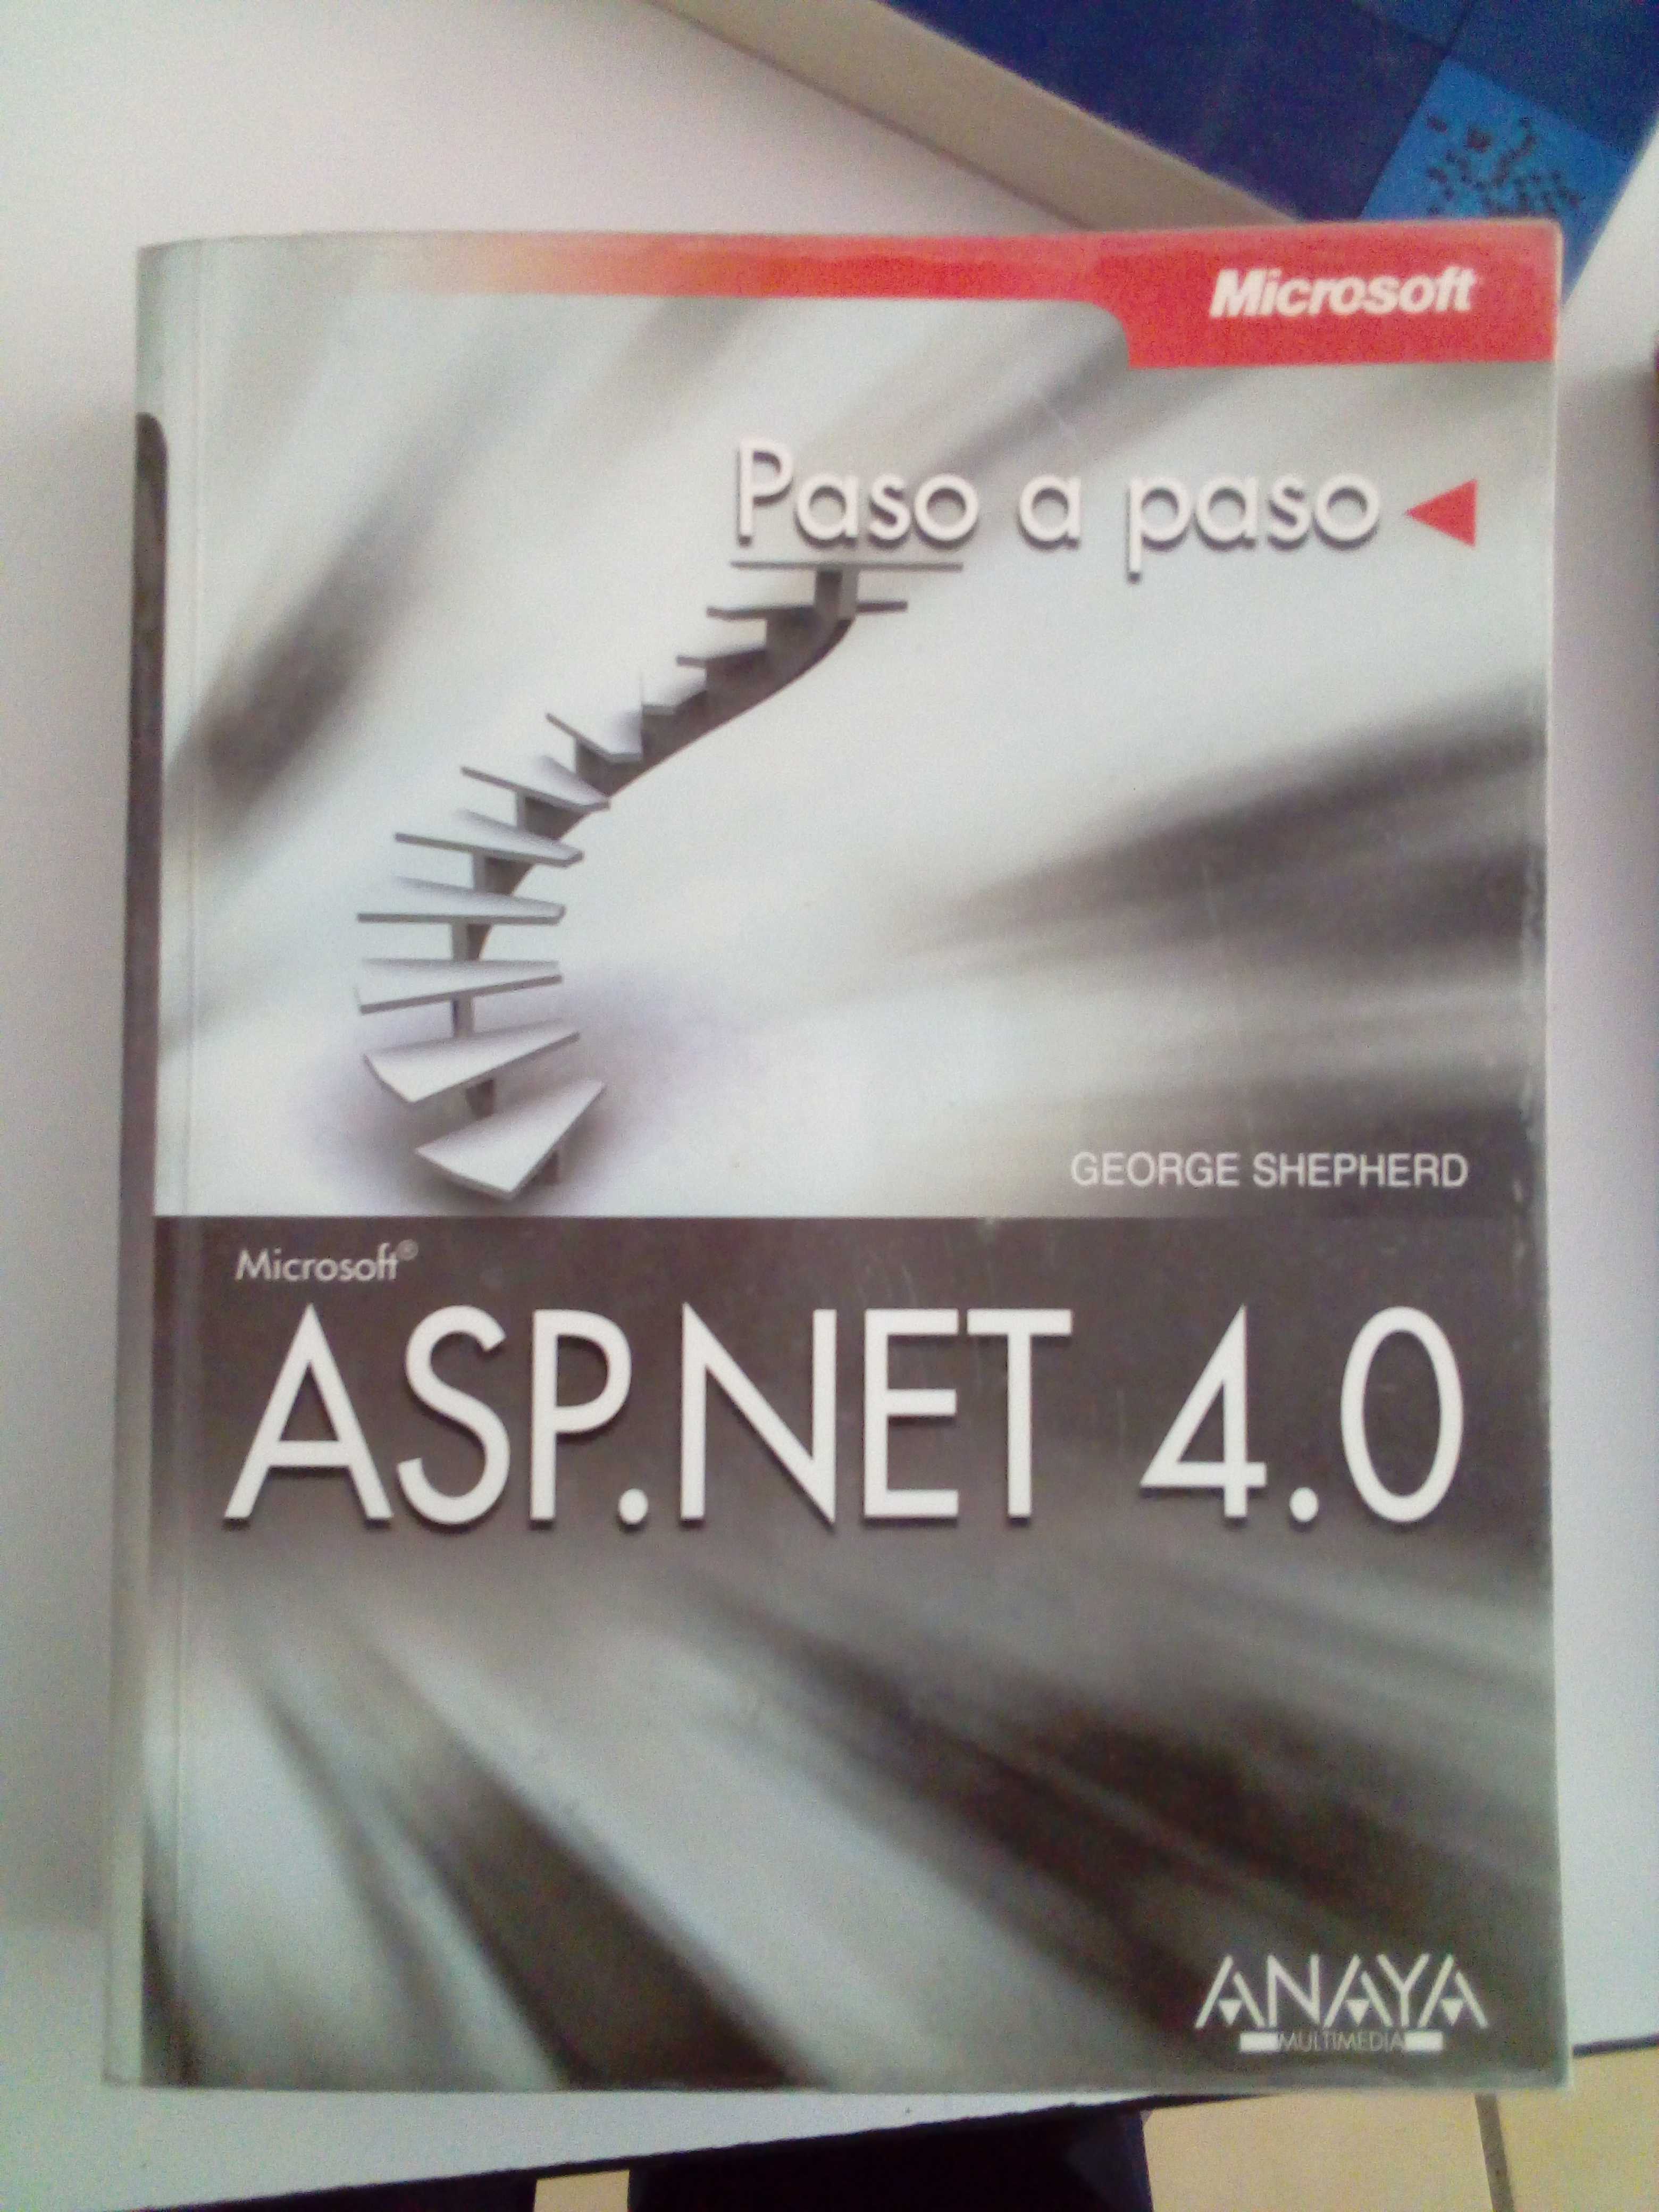 Microsoft
Paso a paso
GEORGE SHEPHERD
Microsoft®
ASP.NET 4.0
ANAYA
MULTIMEDIA